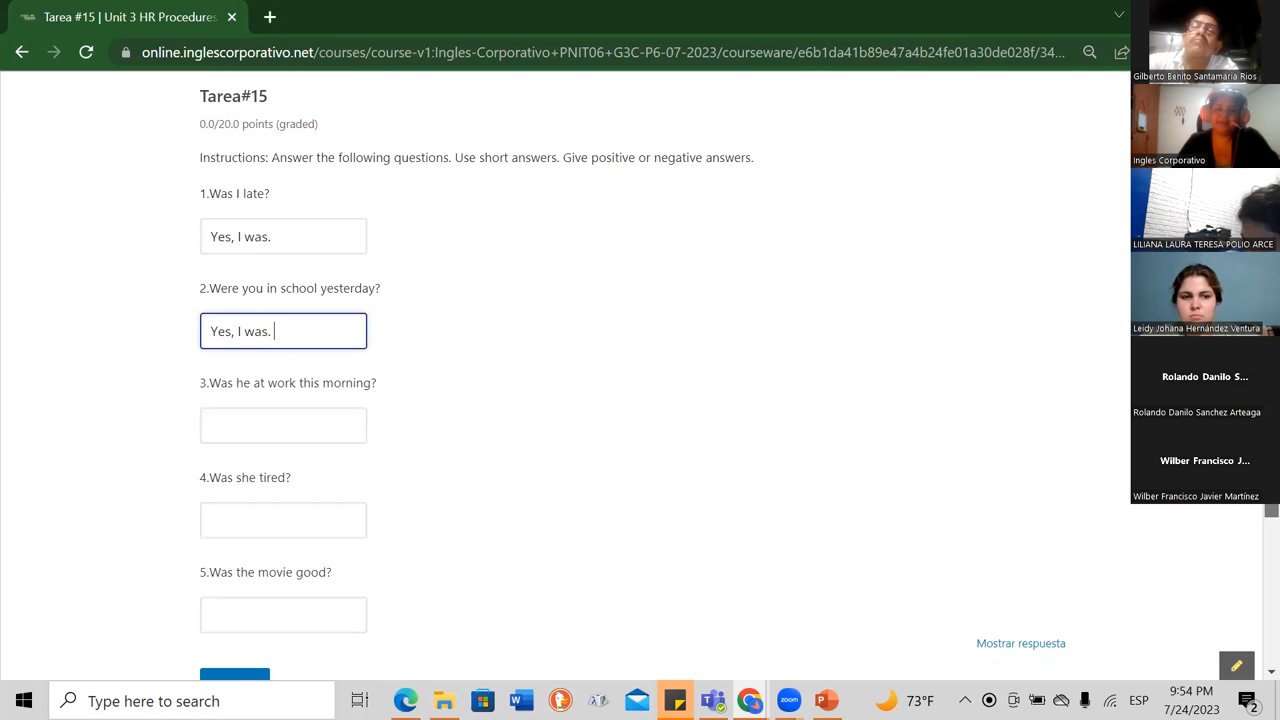 Tarea #15 | Unit 3 HR Procedures
online.inglescorporativo.net/courses/course-v1:Ingles-Corporativo+PNIT06+G3C-P6-07-2023/courseware/e6b1da41b89e47a4b24fe01a30de028f/34...
Tarea#15
0.0/20.0 points (graded)
Instructions: Answer the following questions. Use short answers. Give positive or negative answers.
1.Was I late?
Yes, I was.
2.Were you in school yesterday?
Yes, I was.
3.Was he at work this morning?
4.Was she tired?
5.Was the movie good?
Mostrar respuesta
Gilberto Benito Santamaria Rios
Ingles Corporativo
LILIANA LAURA TERESA POLIO ARCE
Leidy Johana Hernández Ventura
Rolando Danilo S...
Rolando Danilo Sanchez Arteaga
Wilber Francisco J...
Wilber Francisco Javier Martínez
Type here to search
zoom
73°F
ESP
9:54 PM
7/24/2023
2